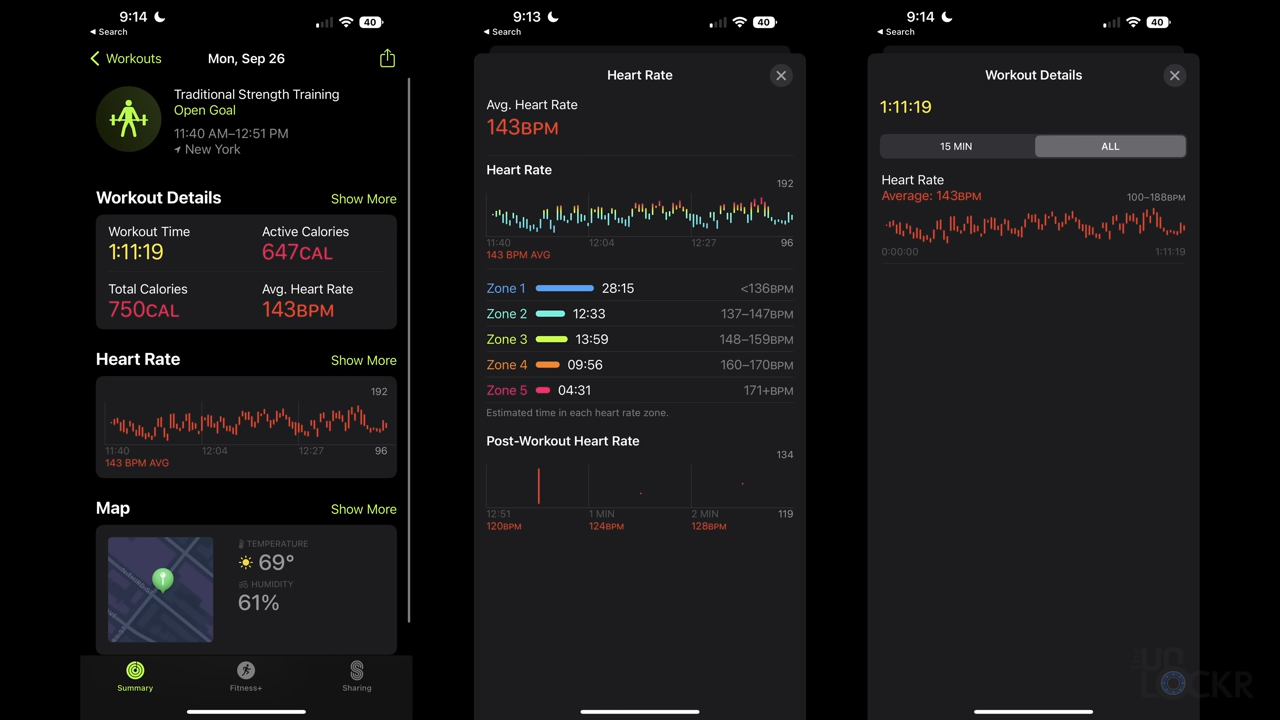 9:14
40
Search
Workouts
Mon, Sep 26
Traditional Strength Training
Open Goal
11:40 AM–12:51 PM
New York
Workout Details
Show More
Workout Time
Active Calories
1:11:19
647CAL
Total Calories
Avg. Heart Rate
750CAL
143BPM
Heart Rate
Show More
192
11:40
12:04
12:27
96
143 BPM AVG
Map
Show More
TEMPERATURE
69°
HUMIDITY
61%
Summary
Fitness+
Sharing
9:13
40
Search
Heart Rate
Avg. Heart Rate
143BPM
Heart Rate
192
11:40
12:04
12:27
96
143 BPM AVG
Zone 1 28:15 <136BPM
Zone 2 12:33 137–147BPM
Zone 3 13:59 148–159BPM
Zone 4 09:56 160–170BPM
Zone 5 04:31 171+BPM
Estimated time in each heart rate zone.
Post-Workout Heart Rate
134
12:51
1 MIN
2 MIN
119
120BPM
124BPM
128BPM
9:14
40
Search
Workout Details
1:11:19
15 MIN
ALL
Heart Rate
Average: 143BPM
100–188BPM
0:00:00
1:11:19
THE
UN
LOCKR